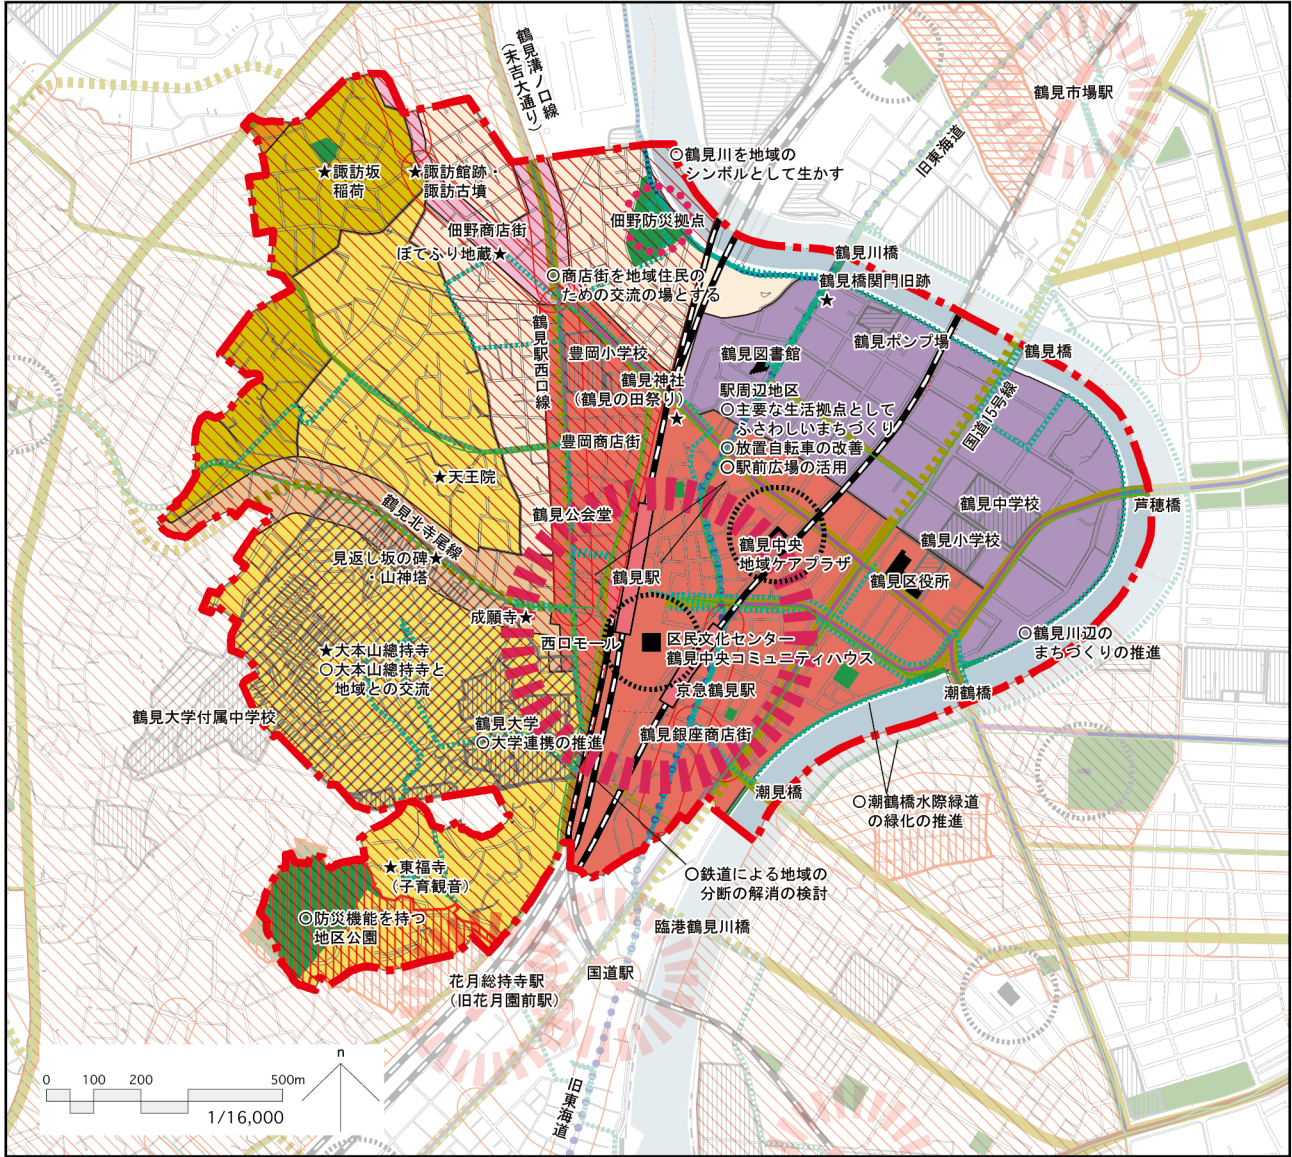 鶴見溝ノ口線
(末吉大通り)
鶴見市場駅
旧東海道
○鶴見川を地域の
シンボルとして生かす
★諏訪坂
稲荷
★諏訪館跡・
諏訪古墳
佃野商店街
ぽてふり地蔵★
佃野防災拠点
鶴見川橋
鶴見橋関門旧跡
★
○商店街を地域住民の
ための交流の場とする
鶴見駅西口線
豊岡小学校
鶴見図書館
鶴見ポンプ場
鶴見橋
国道15号線
鶴見神社
(鶴見の田祭り)
★
駅周辺地区
○主要な生活拠点として
ふさわしいまちづくり
○放置自転車の改善
○駅前広場の活用
豊岡商店街
★天王院
鶴見公会堂
鶴見北寺尾線
見返し坂の碑★
・山神塔
鶴見中学校
芦穂橋
鶴見小学校
鶴見中央
地域ケアプラザ
鶴見区役所
鶴見駅
成願寺★
西口モール
区民文化センター
鶴見中央コミュニティハウス
○鶴見川辺の
まちづくりの推進
★大本山總持寺
○大本山總持寺と
地域との交流
京急鶴見駅
潮鶴橋
鶴見大学付属中学校
鶴見大学
○大学連携の推進
鶴見銀座商店街
潮見橋
○潮鶴橋水際緑道
の緑化の推進
★東福寺
(子育観音)
○鉄道による地域の
分断の解消の検討
○防災機能を持つ
地区公園
臨港鶴見川橋
花月総持寺駅
(旧花月園前駅)
国道駅
旧東海道
n
0 100 200 500m
1/16,000